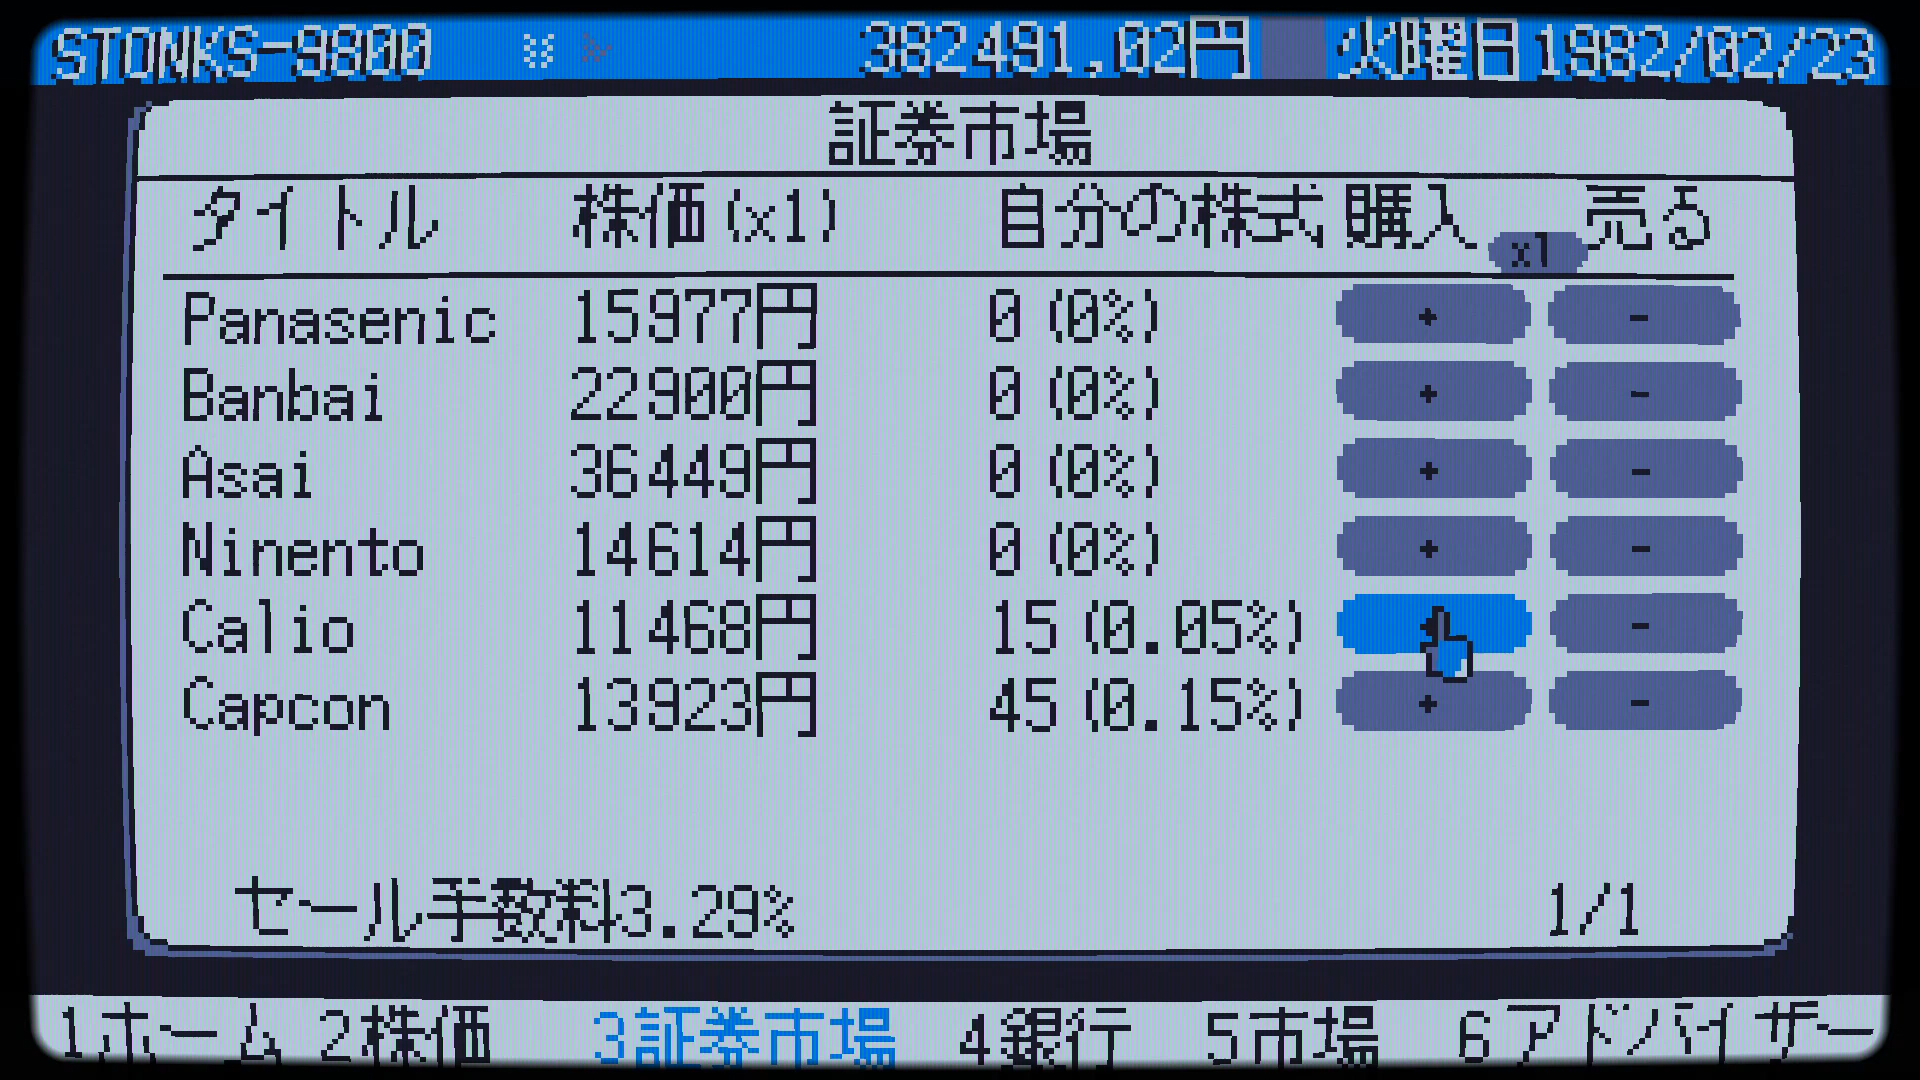 STONKS-9800 382491.02円 火曜日 1982/02/23
証券市場
タイトル 株価(x1) 自分の株式 購入 x1 売る
Panasenic 15977円 0 (0%) + -
Banbai 22900円 0 (0%) + -
Asai 36449円 0 (0%) + -
Ninento 14614円 0 (0%) + -
Calio 11468円 15 (0.05%) -
Capcon 13923円 45 (0.15%) + -
セール手数料3.29% 1/1
1ホーム 2株価 3証券市場 4銀行 5市場 6アドバイザー